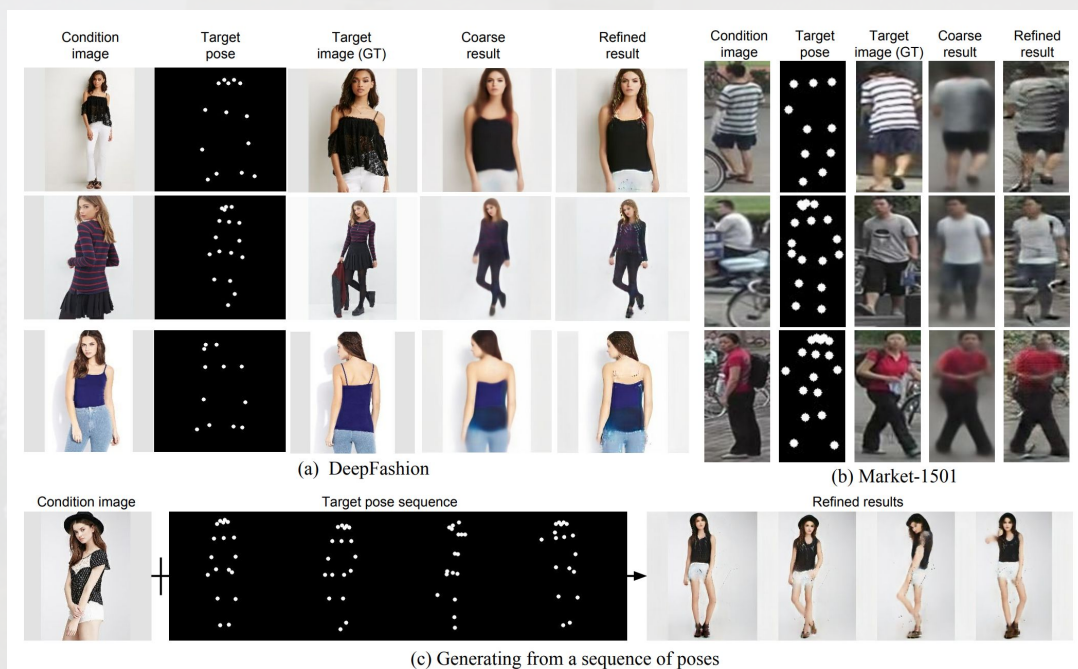 Condition image
Target pose
Target image (GT)
Coarse result
Refined result
Condition image
Target pose
Target image (GT)
Coarse result
Refined result
(a) DeepFashion
(b) Market-1501
Condition image
Target pose sequence
Refined results
(c) Generating from a sequence of poses